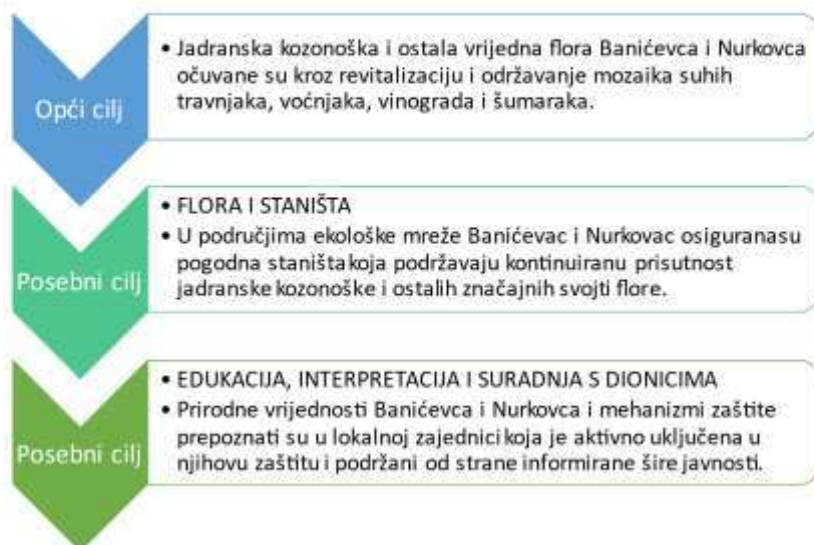 Opći cilj
• Jadranska kozonoška i ostala vrijedna flora Banićevca i Nurkovca
očuvane su kroz revitalizaciju i održavanje mozaika suhih
travnjaka, voćnjaka, vinograda i šumaraka.
Posebni cilj
• FLORA I STANIŠTA
• U područjima ekološke mreže Banićevac i Nurkovac osiguranasu
pogodna staništakoja podržavaju kontinuiranu prisutnost
jadranske kozonoške i ostalih značajnih svojti flore.
Posebni cilj
• EDUKACIJA, INTERPRETACIJA I SURADNJA S DIONICIMA
• Prirodne vrijednosti Banićevca i Nurkovca i mehanizmi zaštite
prepoznati su u lokalnoj zajednicikoja je aktivno uključena u
njihovu zaštitu i podržani od strane informirane šire javnosti.